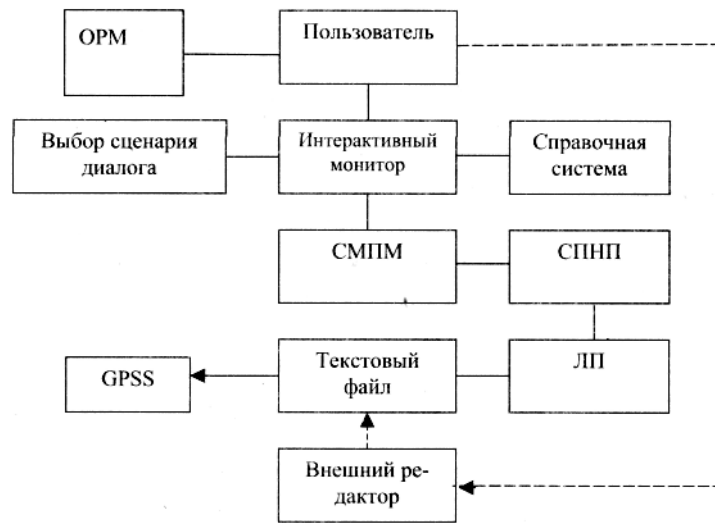 ОРМ
Пользователь
Выбор сценария
диалога
Интерактивный
монитор
Справочная
система
СМПМ
СПНП
GPSS
Текстовый
файл
ЛП
Внешний ре-
дактор